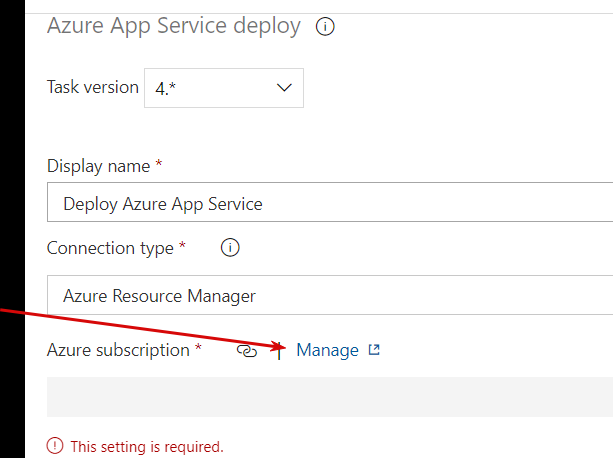 Azure App Service deploy
Task version 4.*
Display name *
Deploy Azure App Service
Connection type *
Azure Resource Manager
Azure subscription * | Manage
This setting is required.